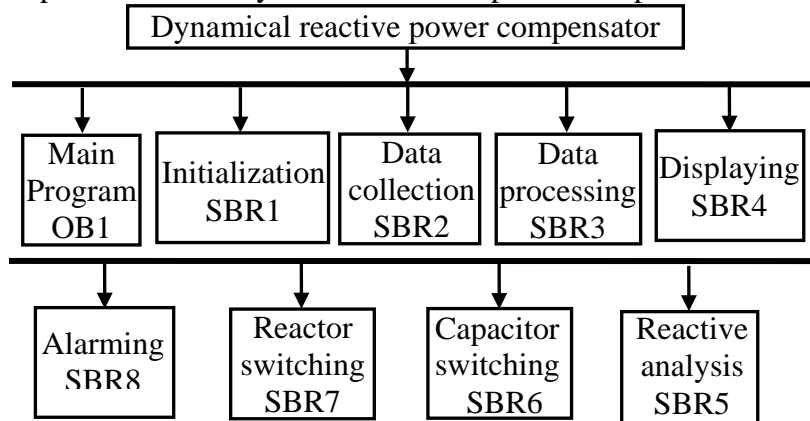 Dynamical reactive power compensator
Main
Program
OB1
Initialization
SBR1
Data
collection
SBR2
Data
processing
SBR3
Displaying
SBR4
Alarming
SBR8
Reactor
switching
SBR7
Capacitor
switching
SBR6
Reactive
analysis
SBR5